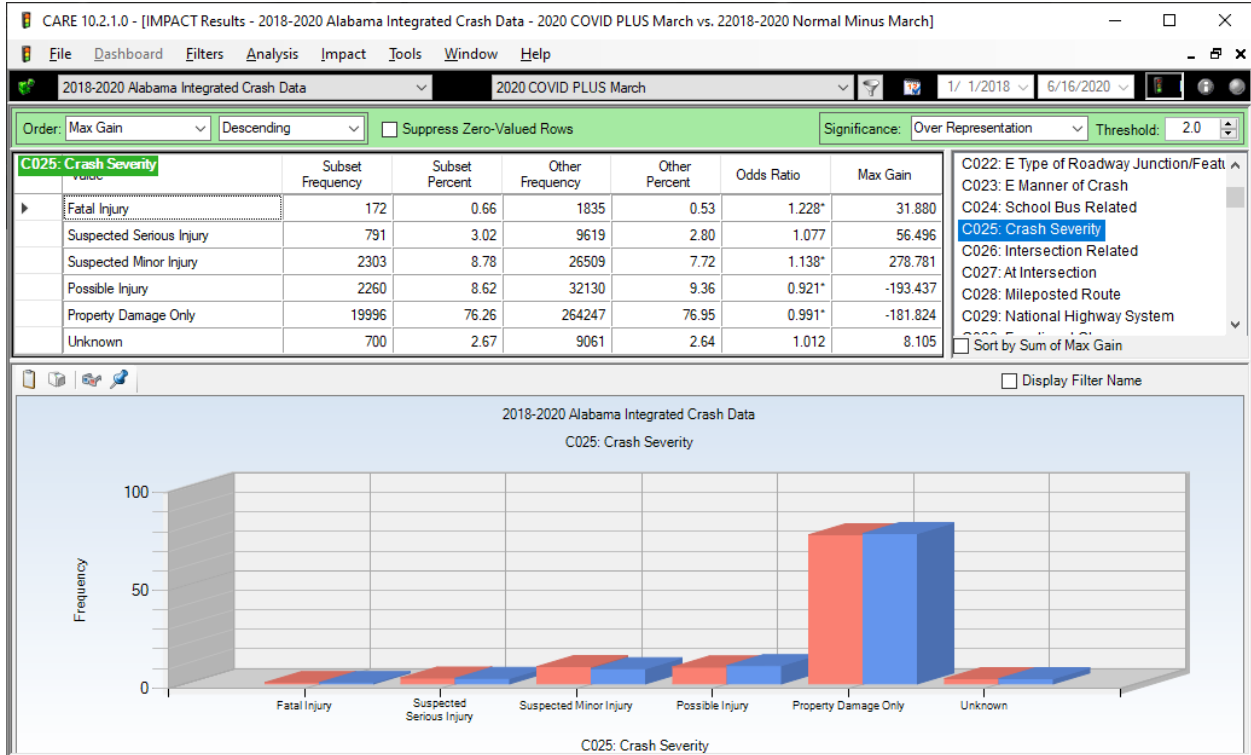 CARE 10.2.1.0 - [IMPACT Results - 2018-2020 Alabama Integrated Crash Data - 2020 COVID PLUS March vs. 22018-2020 Normal Minus March]
File Dashboard Filters Analysis Impact Tools Window Help
2018-2020 Alabama Integrated Crash Data 2020 COVID PLUS March 1/ 1/2018 6/16/2020
Order: Max Gain Descending Suppress Zero-Valued Rows Significance: Over Representation Threshold: 2.0
C025: Crash Severity
Subset Frequency Subset Percent Other Frequency Other Percent Odds Ratio Max Gain
Fatal Injury 172 0.66 1835 0.53 1.228* 31.880
Suspected Serious Injury 791 3.02 9619 2.80 1.077 56.496
Suspected Minor Injury 2303 8.78 26509 7.72 1.138* 278.781
Possible Injury 2260 8.62 32130 9.36 0.921* -193.437
Property Damage Only 19996 76.26 264247 76.95 0.991* -181.824
Unknown 700 2.67 9061 2.64 1.012 8.105
C022: E Type of Roadway Junction/Featu
C023: E Manner of Crash
C024: School Bus Related
C025: Crash Severity
C026: Intersection Related
C027: At Intersection
C028: Mileposted Route
C029: National Highway System
Sort by Sum of Max Gain
Display Filter Name
2018-2020 Alabama Integrated Crash Data
C025: Crash Severity
100
50
0
Frequency
Fatal Injury
Suspected
Serious Injury
Suspected Minor Injury
Possible Injury
Property Damage Only
Unknown
C025: Crash Severity